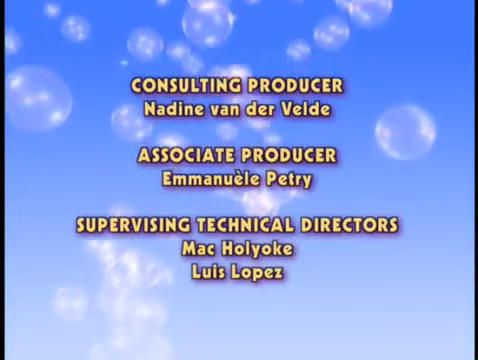 CONSULTING PRODUCER
Nadine van der Velde
ASSOCIATE PRODUCER
Emmanuèle Petry
SUPERVISING TECHNICAL DIRECTORS
Mac Holyoke
Luis Lopez